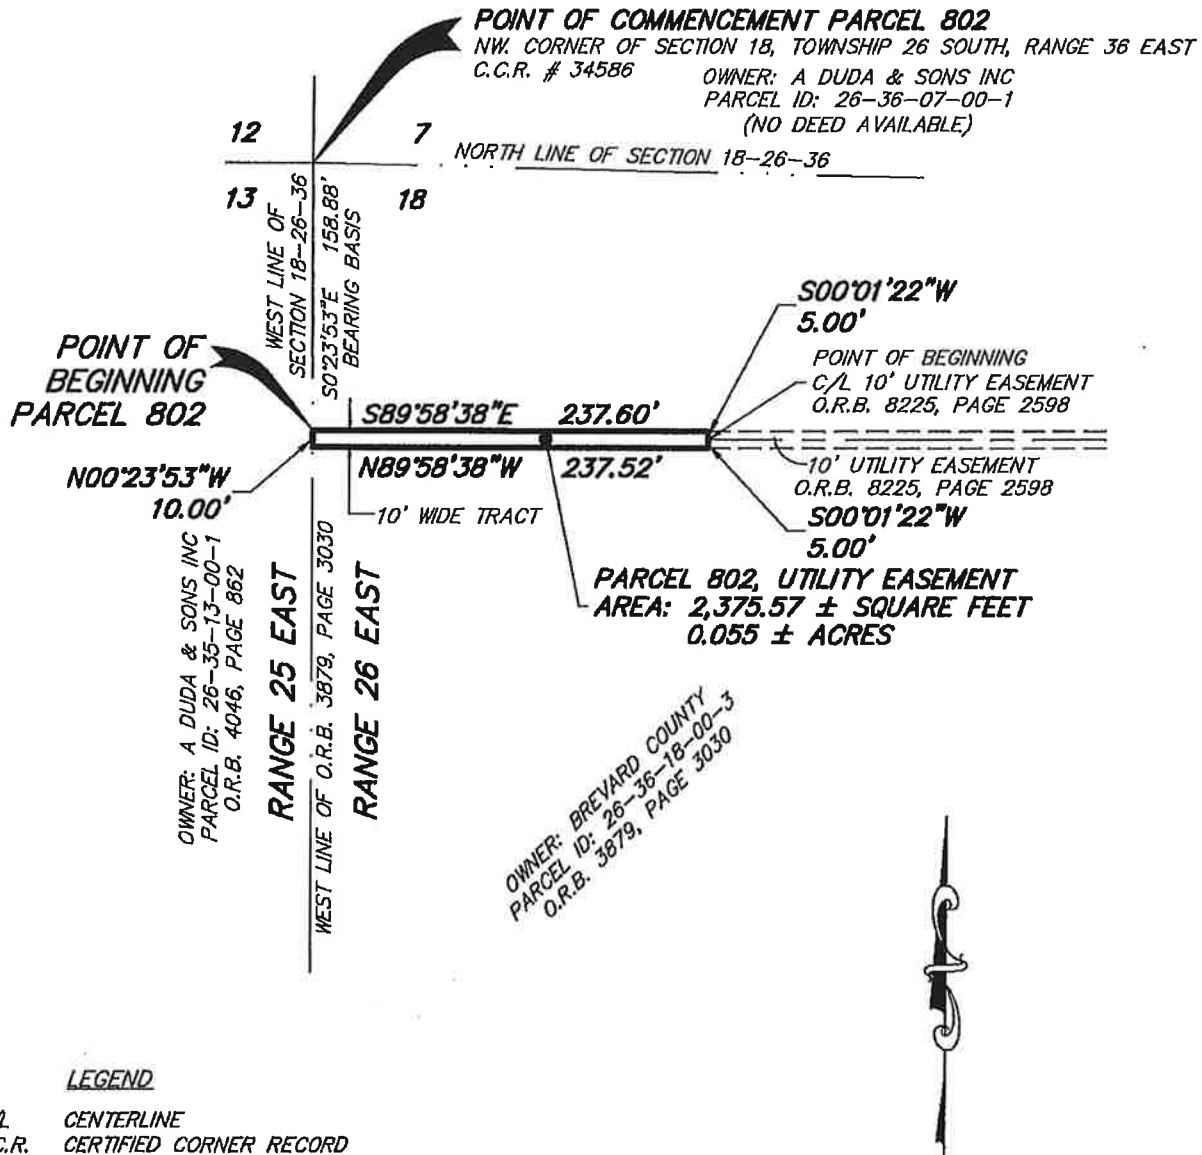 POINT OF COMMENCEMENT PARCEL 802
NW. CORNER OF SECTION 18, TOWNSHIP 26 SOUTH, RANGE 36 EAST
C.C.R. # 34586
OWNER: A DUDA & SONS INC
PARCEL ID: 26-36-07-00-1
(NO DEED AVAILABLE)
12
7
NORTH LINE OF SECTION 18-26-36
13
18
WEST LINE OF
SECTION 18-26-36
S0°23'53"E 158.88'
BEARING BASIS
POINT OF
BEGINNING
PARCEL 802
S00°01'22"W
5.00'
POINT OF BEGINNING
C/L 10' UTILITY EASEMENT
O.R.B. 8225, PAGE 2598
S89°58'38"E 237.60'
N89°58'38"W 237.52'
N00°23'53"W
10.00'
10' WIDE TRACT
10' UTILITY EASEMENT
O.R.B. 8225, PAGE 2598
S00°01'22"W
5.00'
PARCEL 802, UTILITY EASEMENT
AREA: 2,375.57 ± SQUARE FEET
0.055 ± ACRES
OWNER: A DUDA & SONS INC
PARCEL ID: 26-35-13-00-1
O.R.B. 4046, PAGE 862
RANGE 25 EAST
WEST LINE OF O.R.B. 3879, PAGE 3030
RANGE 26 EAST
OWNER: BREVARD COUNTY
PARCEL ID: 26-36-18-00-3
O.R.B. 3879, PAGE 3030
LEGEND
L CENTERLINE
C.R. CERTIFIED CORNER RECORD